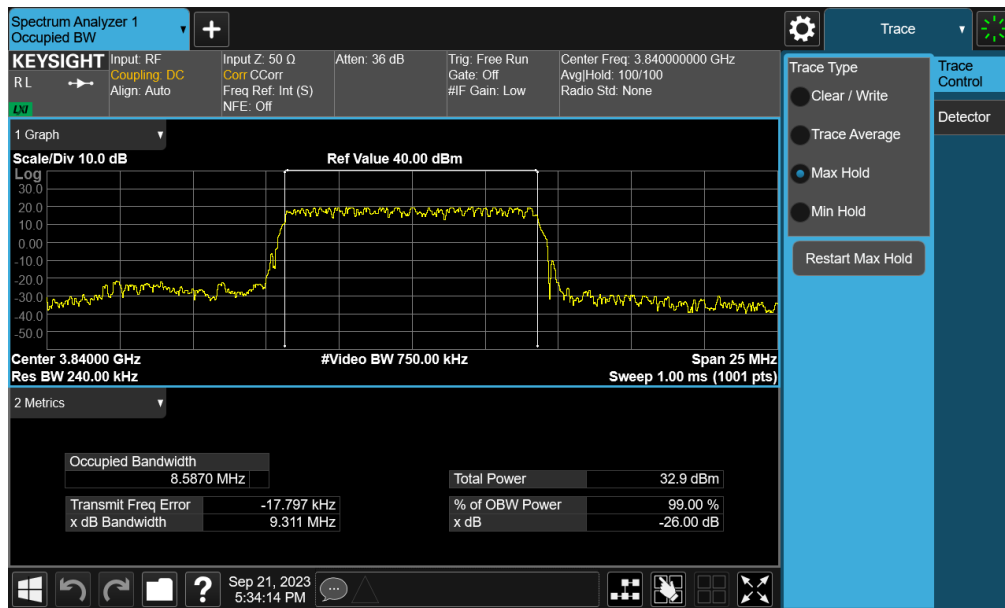 Spectrum Analyzer 1
Occupied BW
Trace
KEYSIGHT Input: RF Input Z: 50 Ω Atten: 36 dB Trig: Free Run Center Freq: 3.840000000 GHz
RL Coupling: DC Corr CCorr Gate: Off Avg|Hold: 100/100
Align: Auto Freq Ref: Int (S) #IF Gain: Low Radio Std: None
LXI NFE: Off
Trace Type
Trace Control
Clear / Write
Detector
Trace Average
Max Hold
Min Hold
Restart Max Hold
1 Graph
Scale/Div 10.0 dB Ref Value 40.00 dBm
Log
30.0
20.0
10.0
0.00
-10.0
-20.0
-30.0
-40.0
-50.0
Center 3.84000 GHz #Video BW 750.00 kHz Span 25 MHz
Res BW 240.00 kHz Sweep 1.00 ms (1001 pts)
2 Metrics
Occupied Bandwidth
8.5870 MHz Total Power 32.9 dBm
Transmit Freq Error -17.797 kHz % of OBW Power 99.00 %
x dB Bandwidth 9.311 MHz x dB -26.00 dB
? Sep 21, 2023
5:34:14 PM